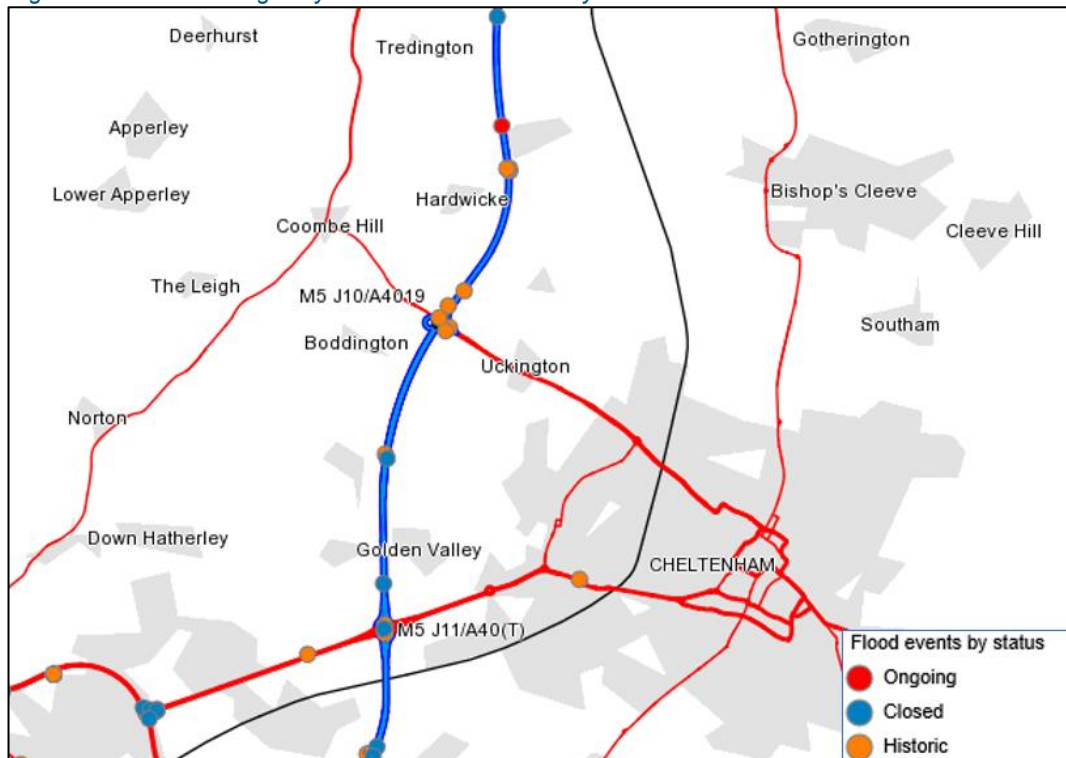 Deerhurst
Tredington
Gotherington
Apperley
Lower Apperley
Hardwicke
Bishop's Cleeve
Coombe Hill
Cleeve Hill
The Leigh
M5 J10/A4019
Southam
Boddington
Uckington
Norton
Down Hatherley
Golden Valley
CHELTENHAM
M5 J11/A40(T)
Flood events by status
Ongoing
Closed
Historic